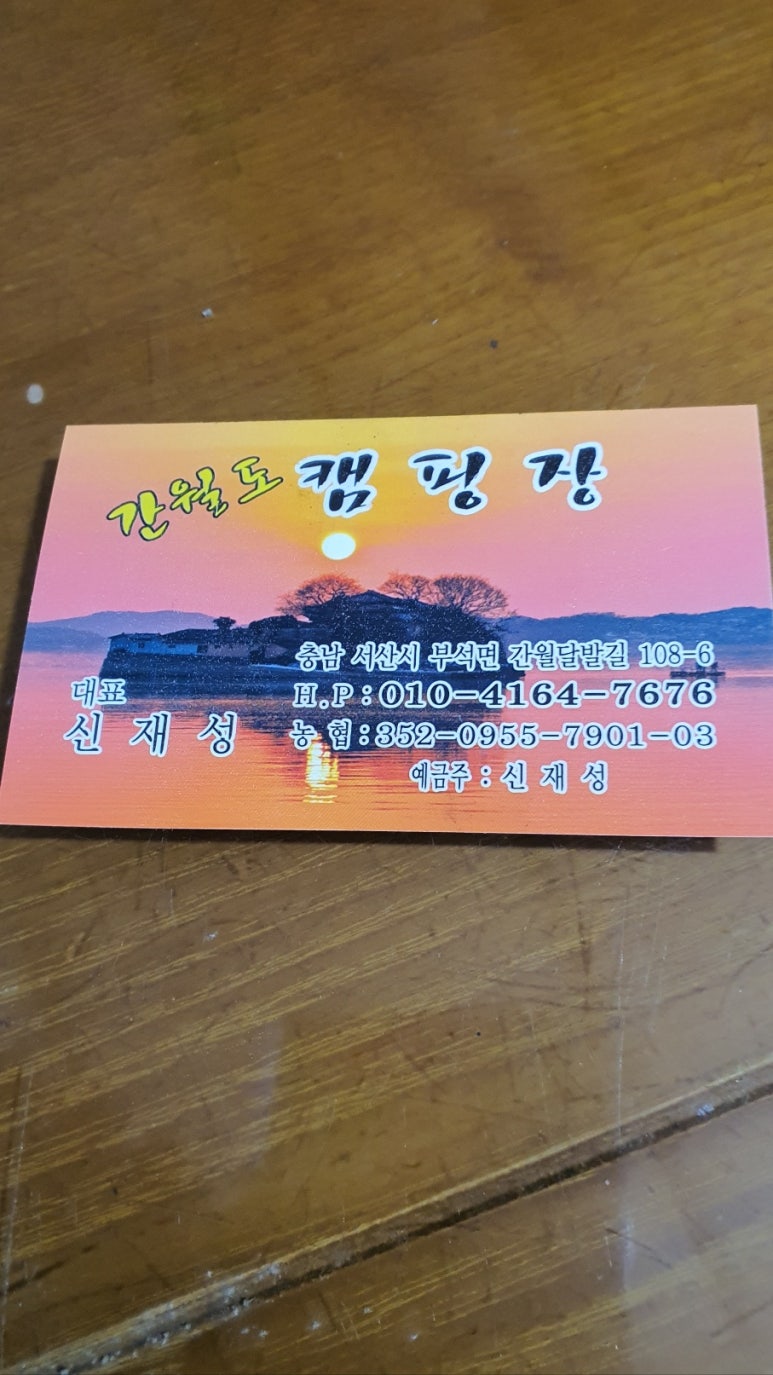 간월도 캠핑장
충남 서산시 부석면 간월달발길 108-6
대표
신재성
H.P : 010-4164-7676
농협 : 352-0955-7901-03
예금주 : 신재성